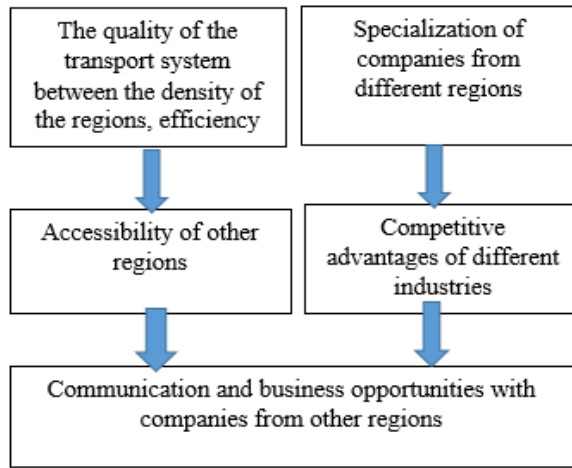 The quality of the
transport system
between the density of
the regions, efficiency
Specialization of
companies from
different regions
Accessibility of other
regions
Competitive
advantages of different
industries
Communication and business opportunities with
companies from other regions